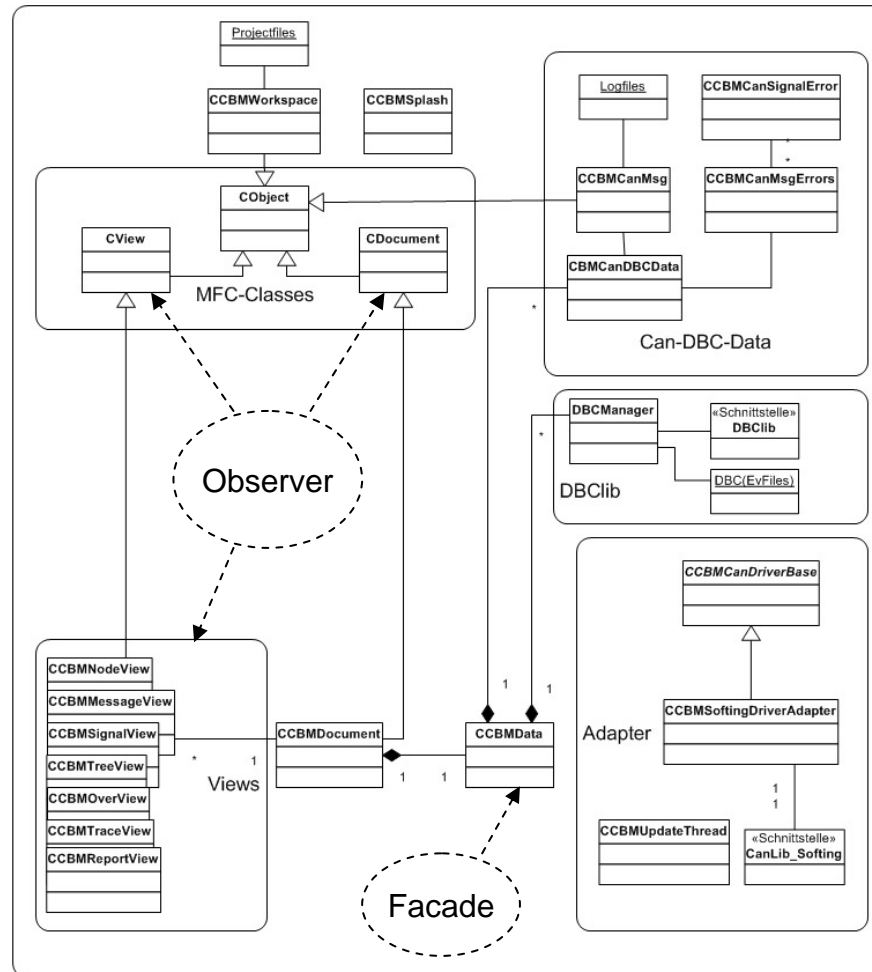 Projectfiles
CCBMWorkspace
CCBMSplash
Logfiles
CCBMCanSignalError
*
*
CCBMCanMsg
CCBMCanMsgErrors
CObject
CView
CDocument
MFC-Classes
CBMCanDBCData
*
Can-DBC-Data
DBCManager
*
«Schnittstelle»
DBClib
DBC(EvFiles)
DBClib
Observer
CCBMCanDriverBase
CCBMNodeView
CCBMMessageView
CCBMSignalView
CCBMTreeView
CCBMOverView
CCBMTraceView
CCBMReportView
*
1
Views
CCBMDocument
1
1
1
1
CCBMData
Adapter
CCBMSoftingDriverAdapter
1
1
CCBMUpdateThread
«Schnittstelle»
CanLib_Softing
Facade